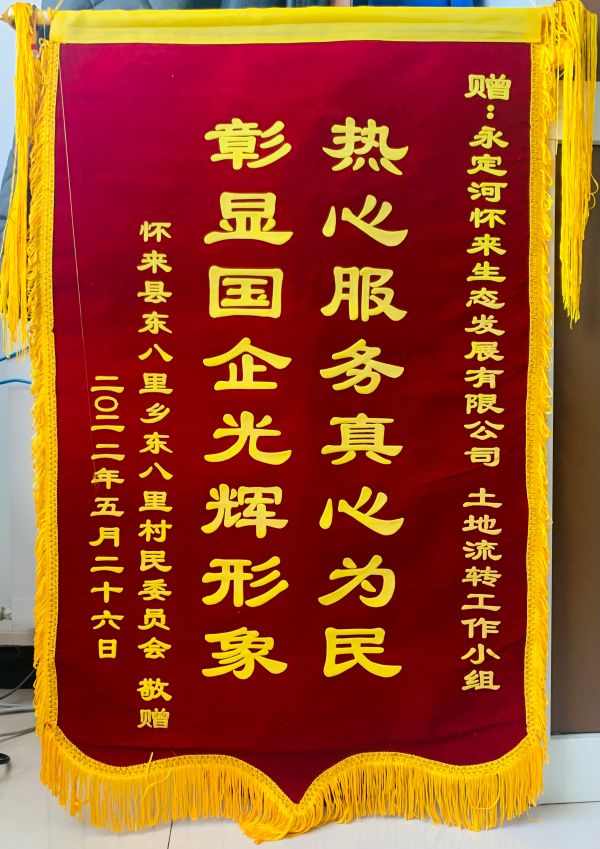 赠：永定河怀来生态发展有限公司 土地流转工作小组
热心服务真心为民
彰显国企光辉形象
怀来县东八里乡东八里村民委员会 敬赠
二〇二二年五月二十六日